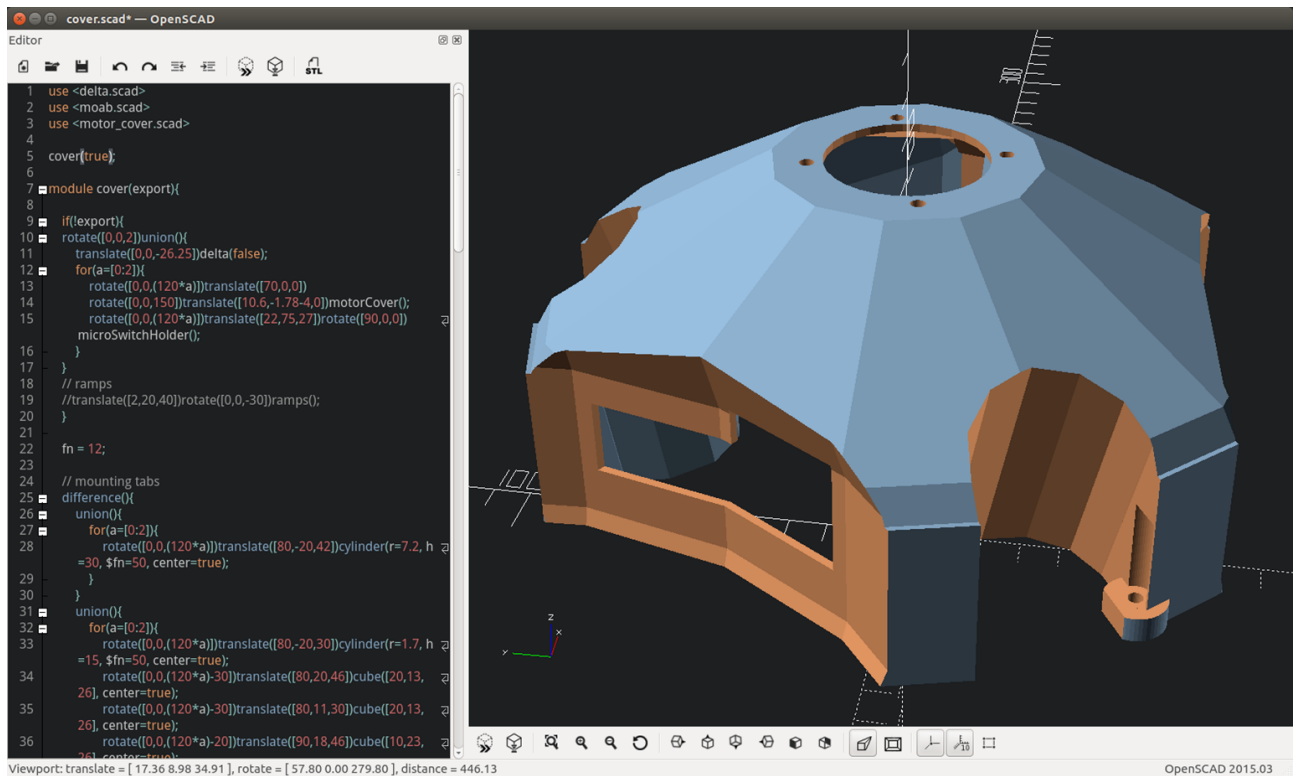 cover.scad* — OpenSCAD
Editor
STL
1 use <delta.scad>
2 use <moab.scad>
3 use <motor_cover.scad>
4
5 cover(true);
6
7 module cover(export){
8
9 if(!export){
10 rotate([0,0,2])union(){
11 translate([0,0,-26.25])delta(false);
12 for(a=[0:2]){
13 rotate([0,0,(120*a)])translate([70,0,0])
14 rotate([0,0,150])translate([10.6,-1.78-4,0])motorCover();
15 rotate([0,0,(120*a)])translate([22,75,27])rotate([90,0,0])
microSwitchHolder();
16 }
17 }
18 // ramps
19 //translate([2,20,40])rotate([0,0,-30])ramps();
20 }
21
22 fn = 12;
23
24 // mounting tabs
25 difference(){
26 union(){
27 for(a=[0:2]){
28 rotate([0,0,(120*a)])translate([80,-20,42])cylinder(r=7.2, h
=30, $fn=50, center=true);
29 }
30 }
31 union(){
32 for(a=[0:2]){
33 rotate([0,0,(120*a)])translate([80,-20,30])cylinder(r=1.7, h
=15, $fn=50, center=true);
34 rotate([0,0,(120*a)-30])translate([80,20,46])cube([20,13,
26], center=true);
35 rotate([0,0,(120*a)-30])translate([80,11,30])cube([20,13,
26], center=true);
36 rotate([0,0,(120*a)-20])translate([90,18,46])cube([10,23,
26], center=true);
100
z
x
y
10
Viewport: translate = [ 17.36 8.98 34.91 ], rotate = [ 57.80 0.00 279.80 ], distance = 446.13
OpenSCAD 2015.03